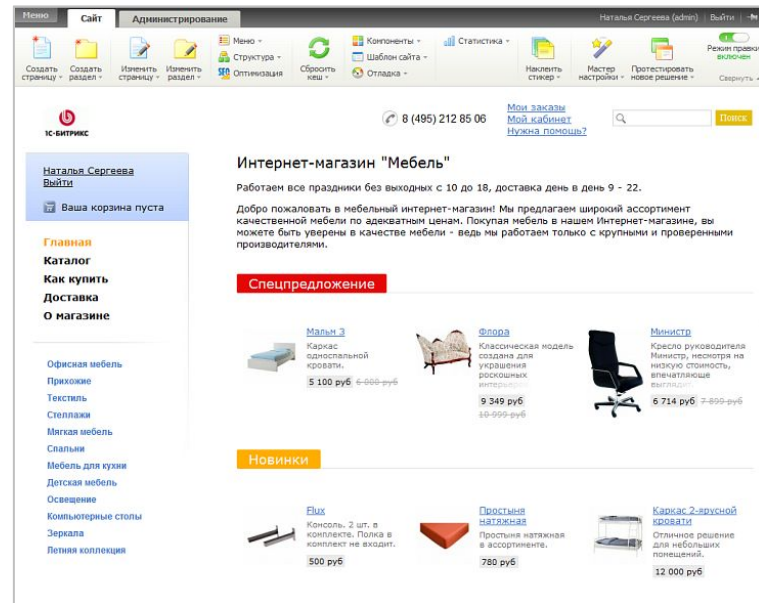 Меню Сайт Администрирование Наталья Сергеева (admin) Выйти
Создать страницу
Создать раздел
Изменить страницу
Изменить раздел
Меню
Структура
SEO Оптимизация
Сбросить кеш
Компоненты
Шаблон сайта
Отладка
Статистика
Наклеить стикер
Мастер настройки
Протестировать новое решение
Режим правки включен
Свернуть
1С-БИТРИКС
8 (495) 212 85 06
Мои заказы
Мой кабинет
Нужна помощь?
Поиск
Наталья Сергеева
Выйти
Ваша корзина пуста
Главная
Каталог
Как купить
Доставка
О магазине
Офисная мебель
Прихожие
Текстиль
Стеллажи
Мягкая мебель
Спальни
Мебель для кухни
Детская мебель
Освещение
Компьютерные столы
Зеркала
Летняя коллекция
Интернет-магазин "Мебель"
Работаем все праздники без выходных с 10 до 18, доставка день в день 9 - 22.
Добро пожаловать в мебельный интернет-магазин! Мы предлагаем широкий ассортимент
качественной мебели по адекватным ценам. Покупая мебель в нашем Интернет-магазине, вы
можете быть уверены в качестве мебели - ведь мы работаем только с крупными и проверенными
производителями.
Спецпредложение
Мальм 3
Каркас
односпальной
кровати.
5 100 руб 6 000 руб
Флора
Классическая модель
создана для
украшения
роскошных
интерьеров
9 349 руб
10 999 руб
Министр
Кресло руководителя
Министр, несмотря на
низкую стоимость,
впечатляюще
выглядит.
6 714 руб 7 899 руб
Новинки
Flux
Консоль. 2 шт. в
комплекте. Полка в
комплект не входит.
500 руб
Простыня
натяжная
Простыня натяжная
в ассортименте.
780 руб
Каркас 2-ярусной
кровати
Отличное решение
для небольших
помещений.
12 000 руб